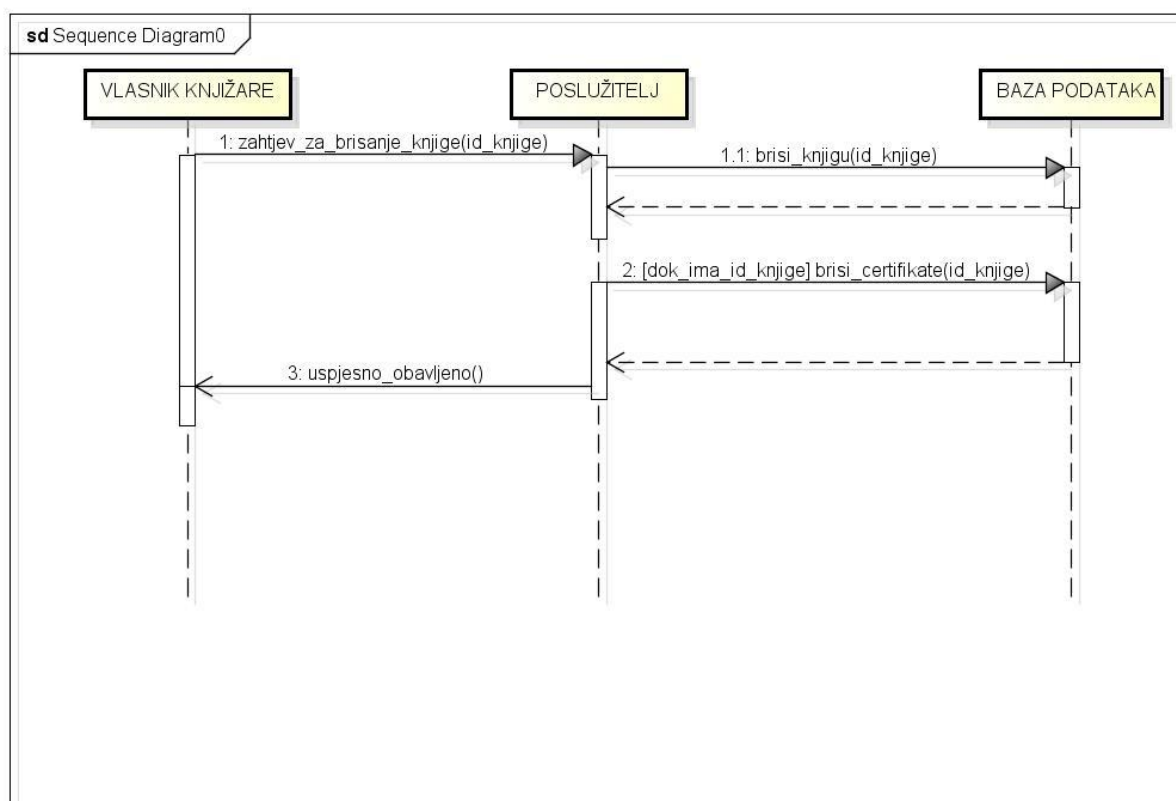 sd Sequence Diagram0
VLASNIK KNJIŽARE
POSLUŽITELJ
BAZA PODATAKA
1: zahtjev_za_brisanje_knjige(id_knjige)
1.1: brisi_knjigu(id_knjige)
2: [dok_ima_id_knjige] brisi_certifikate(id_knjige)
3: uspjesno_obavljeno()